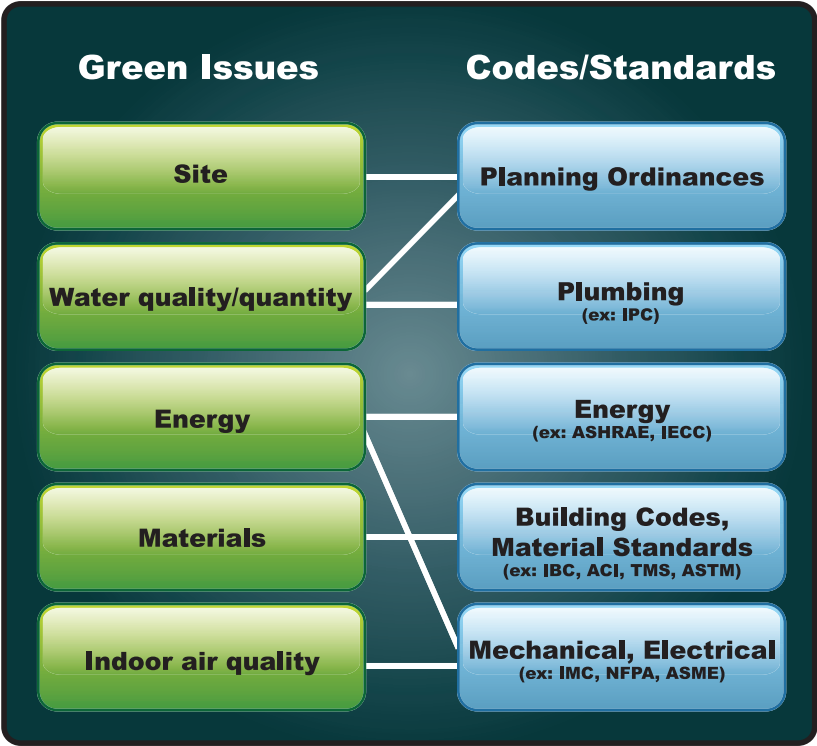 Green Issues
Codes/Standards
Site
Planning Ordinances
Water quality/quantity
Plumbing
(ex: IPC)
Energy
Energy
(ex: ASHRAE, IECC)
Materials
Building Codes,
Material Standards
(ex: IBC, ACI, TMS, ASTM)
Indoor air quality
Mechanical, Electrical
(ex: IMC, NFPA, ASME)